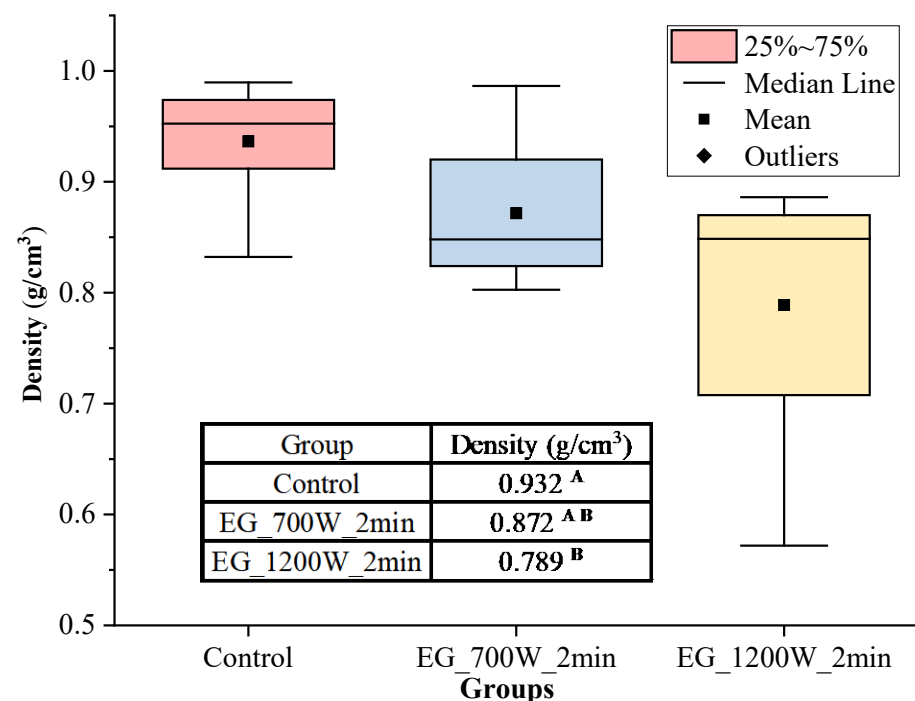 25%~75%
Median Line
Mean
Outliers
1.0
0.9
0.8
0.7
0.6
0.5
Density (g/cm³)
Group Density (g/cm³)
Control 0.932 ᴬ
EG_700W_2min 0.872 ᴬ ᴮ
EG_1200W_2min 0.789 ᴮ
Control EG_700W_2min EG_1200W_2min
Groups